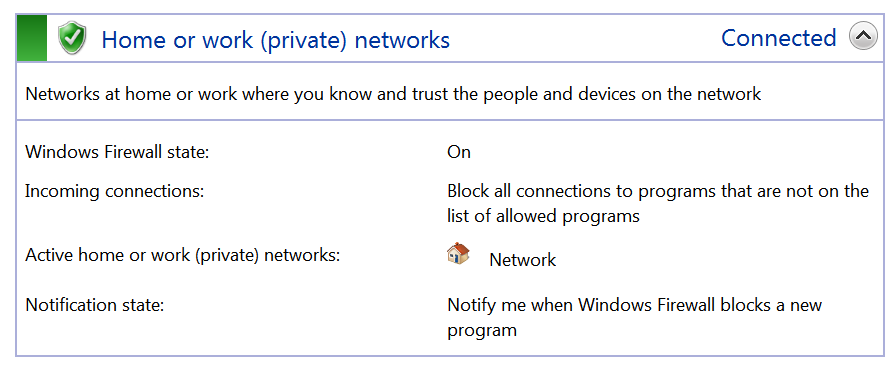 Home or work (private) networks Connected
Networks at home or work where you know and trust the people and devices on the network
Windows Firewall state: On
Incoming connections: Block all connections to programs that are not on the
list of allowed programs
Active home or work (private) networks: Network
Notification state: Notify me when Windows Firewall blocks a new
program